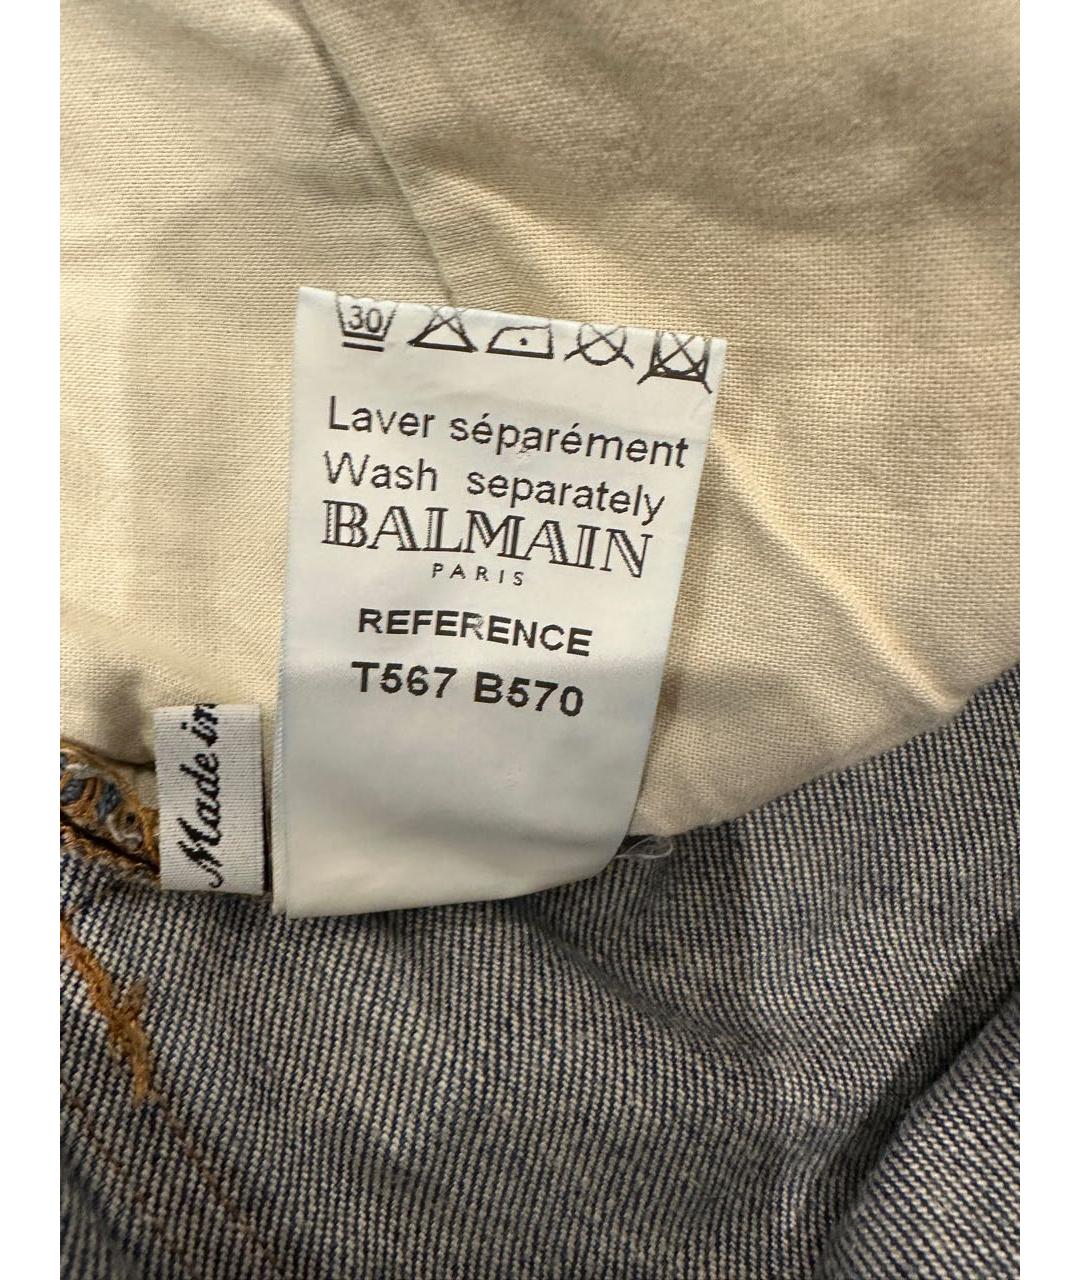 30
Laver séparément
Wash separately
BALMAIN
PARIS
REFERENCE
T567 B570
Made in